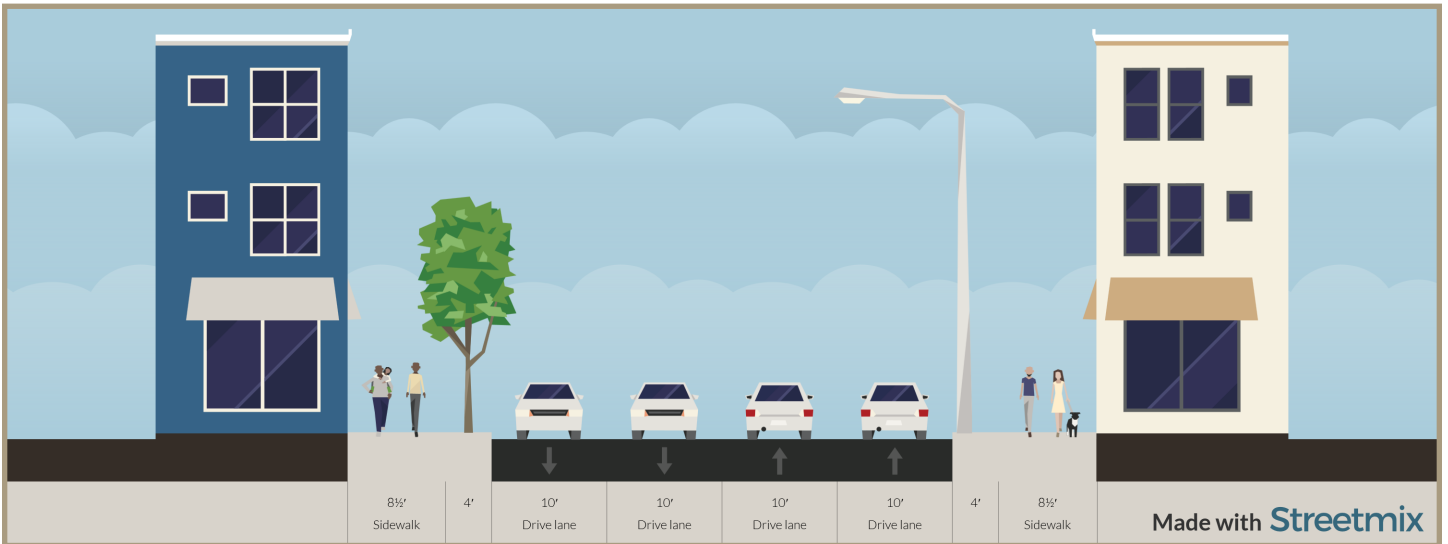 8½′
Sidewalk
4′
10′
Drive lane
10′
Drive lane
10′
Drive lane
10′
Drive lane
4′
8½′
Sidewalk
Made with Streetmix